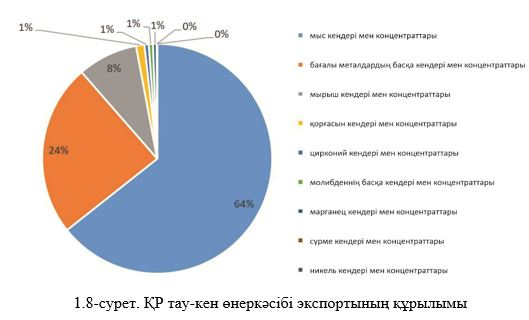 1%
1%
1%
1%
0%
0%
8%
24%
64%
мыс кендері мен концентраттары
бағалы металдардың басқа кендері мен концентраттары
мырыш кендері мен концентраттары
қорғасын кендері мен концентраттары
цирконий кендері мен концентраттары
молибденнің басқа кендері мен концентраттары
марганец кендері мен концентраттары
сүрме кендері мен концентраттары
никель кендері мен концентраттары
1.8-сурет. ҚР тау-кен өнеркәсібі экспортының құрылымы